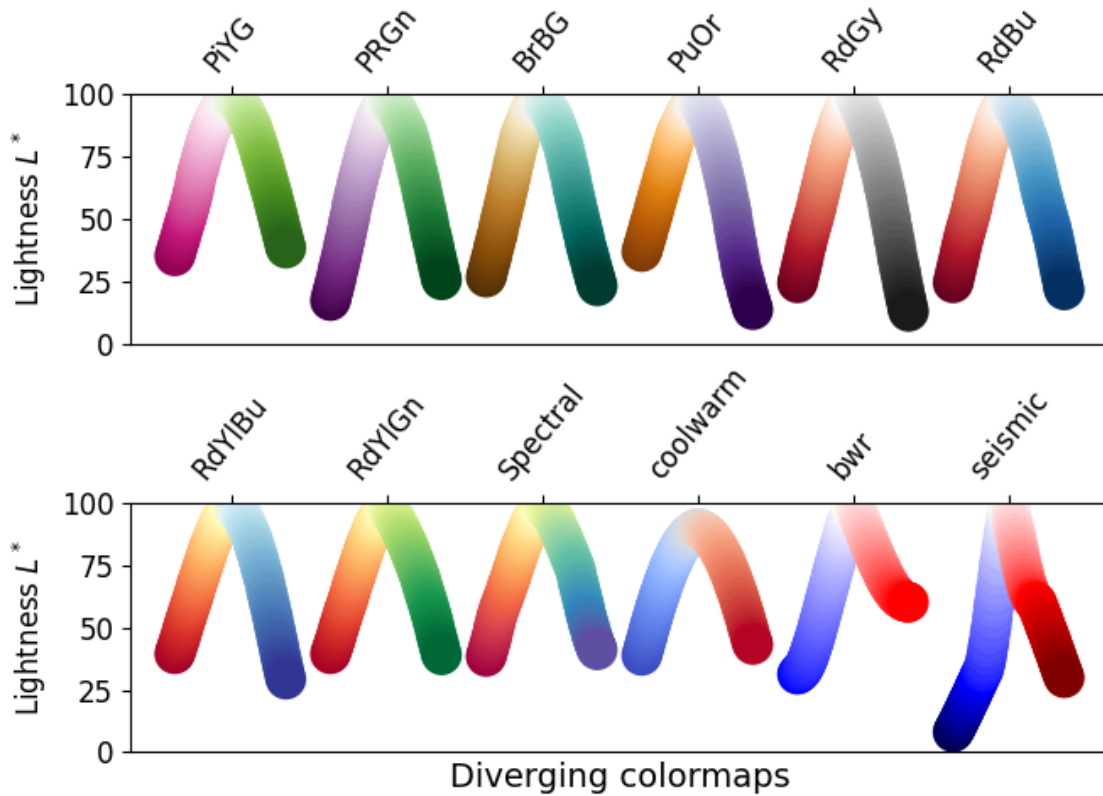 PiYG PRGn BrBG PuOr RdGy RdBu
100
75
50
25
0
Lightness L*
RdYlBu RdYlGn Spectral coolwarm bwr seismic
100
75
50
25
0
Lightness L*
Diverging colormaps